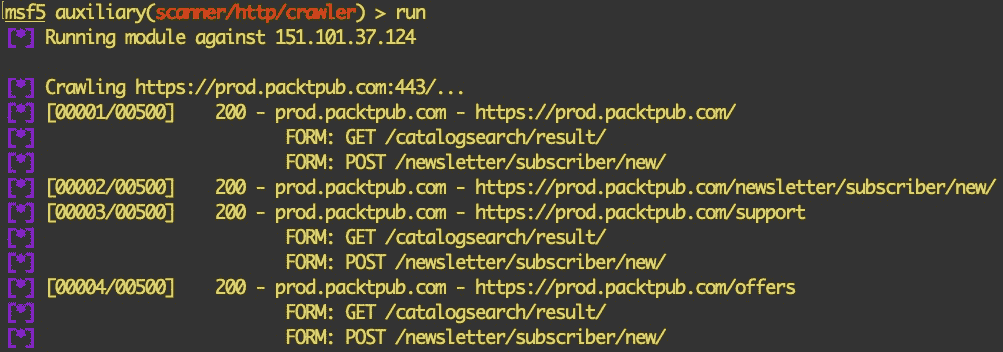 msf5 auxiliary(scanner/http/crawler) > run
[*] Running module against 151.101.37.124
[*] Crawling https://prod.packtpub.com:443/...
[*] [00001/00500]    200 - prod.packtpub.com - https://prod.packtpub.com/
[*]                         FORM: GET /catalogsearch/result/
[*]                         FORM: POST /newsletter/subscriber/new/
[*] [00002/00500]    200 - prod.packtpub.com - https://prod.packtpub.com/newsletter/subscriber/new/
[*] [00003/00500]    200 - prod.packtpub.com - https://prod.packtpub.com/support
[*]                         FORM: GET /catalogsearch/result/
[*]                         FORM: POST /newsletter/subscriber/new/
[*] [00004/00500]    200 - prod.packtpub.com - https://prod.packtpub.com/offers
[*]                         FORM: GET /catalogsearch/result/
[*]                         FORM: POST /newsletter/subscriber/new/